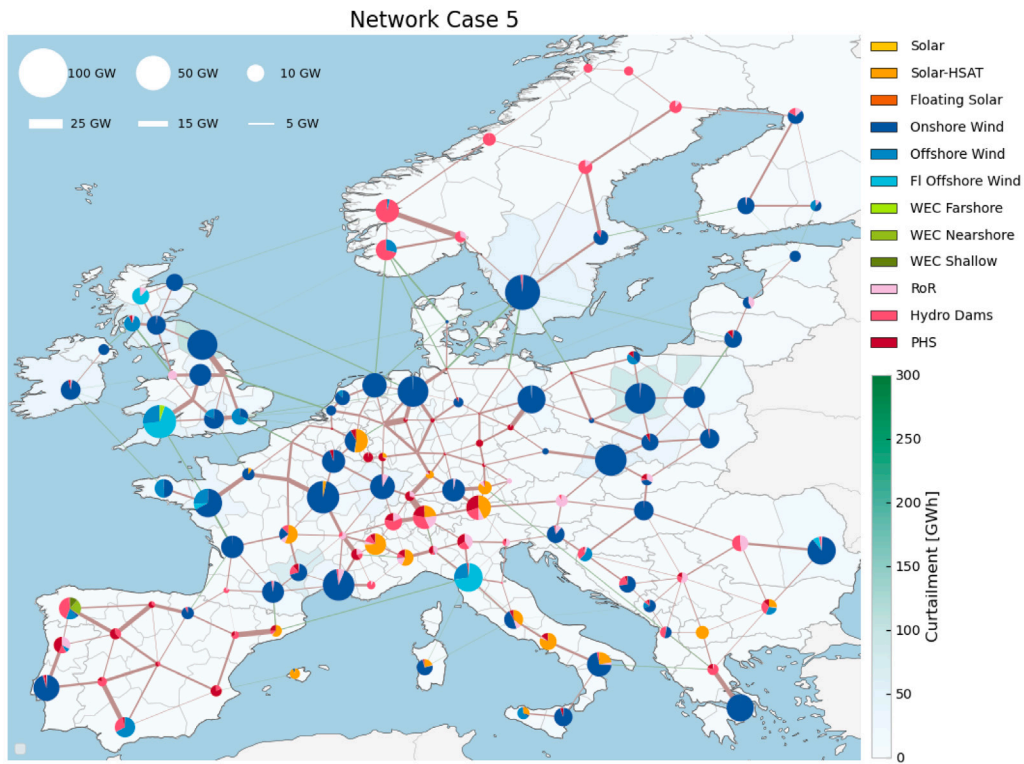 Network Case 5
100 GW
50 GW
10 GW
25 GW
15 GW
5 GW
Solar
Solar-HSAT
Floating Solar
Onshore Wind
Offshore Wind
Fl Offshore Wind
WEC Farshore
WEC Nearshore
WEC Shallow
RoR
Hydro Dams
PHS
300
250
200
150
100
50
0
Curtailment [GWh]